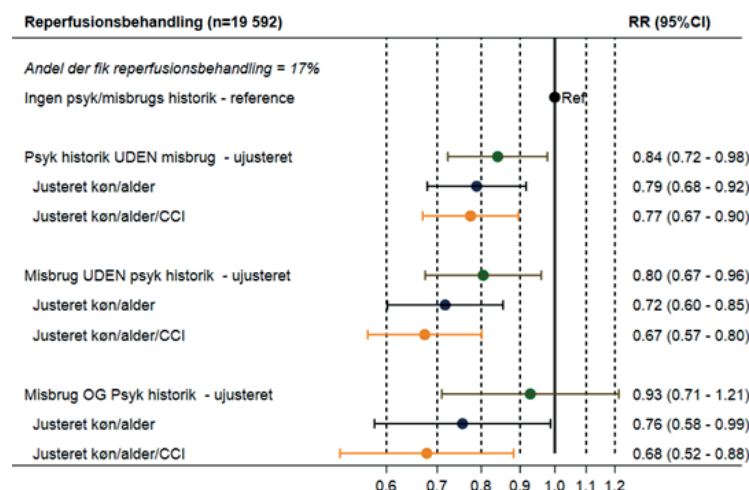 Reperfusionsbehandling (n=19 592) RR (95%CI)
Andel der fik reperfusionsbehandling = 17%
Ingen psyk/misbrugs historik - reference Ref
Psyk historik UDEN misbrug - ujusteret 0.84 (0.72 - 0.98)
Justeret køn/alder 0.79 (0.68 - 0.92)
Justeret køn/alder/CCI 0.77 (0.67 - 0.90)
Misbrug UDEN psyk historik - ujusteret 0.80 (0.67 - 0.96)
Justeret køn/alder 0.72 (0.60 - 0.85)
Justeret køn/alder/CCI 0.67 (0.57 - 0.80)
Misbrug OG Psyk historik - ujusteret 0.93 (0.71 - 1.21)
Justeret køn/alder 0.76 (0.58 - 0.99)
Justeret køn/alder/CCI 0.68 (0.52 - 0.88)
0.6 0.7 0.8 0.9 1.0 1.1 1.2